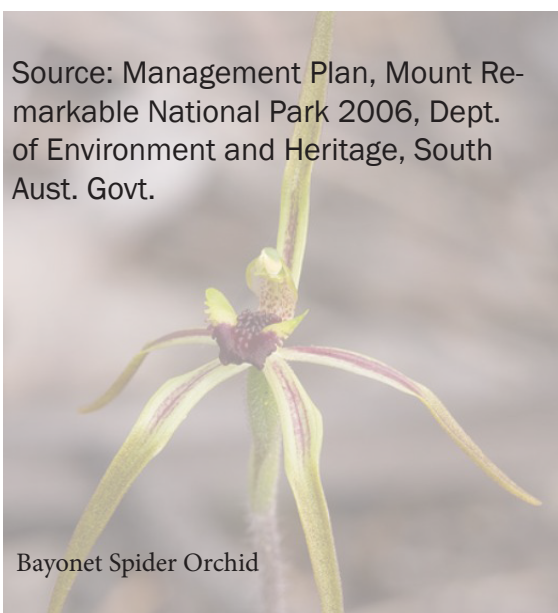 Source: Management Plan, Mount Re-
markable National Park 2006, Dept.
of Environment and Heritage, South
Aust. Govt.
Bayonet Spider Orchid